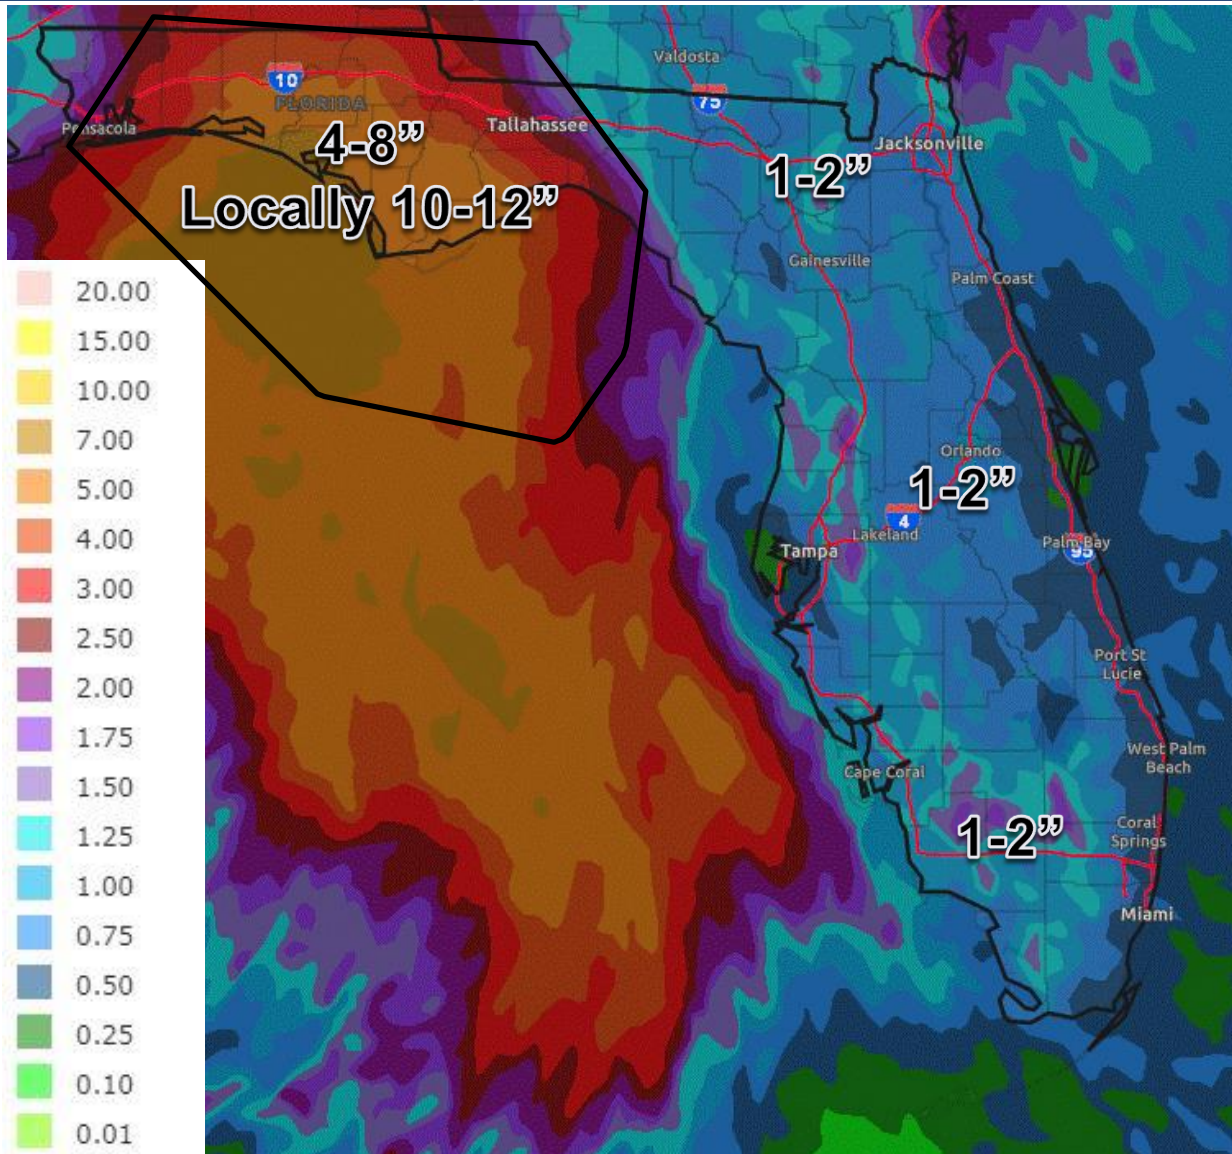 Valdosta
10
75
FLORIDA
Pensacola
Tallahassee
4-8”
Jacksonville
1-2”
Locally 10-12”
Gainesville
Palm Coast
20.00
15.00
10.00
7.00
5.00
4.00
3.00
2.50
2.00
1.75
1.50
1.25
1.00
0.75
0.50
0.25
0.10
0.01
Orlando
1-2”
4
Lakeland
Tampa
Palm Bay
95
Port St
Lucie
West Palm
Beach
Cape Coral
1-2”
Coral
Springs
Miami